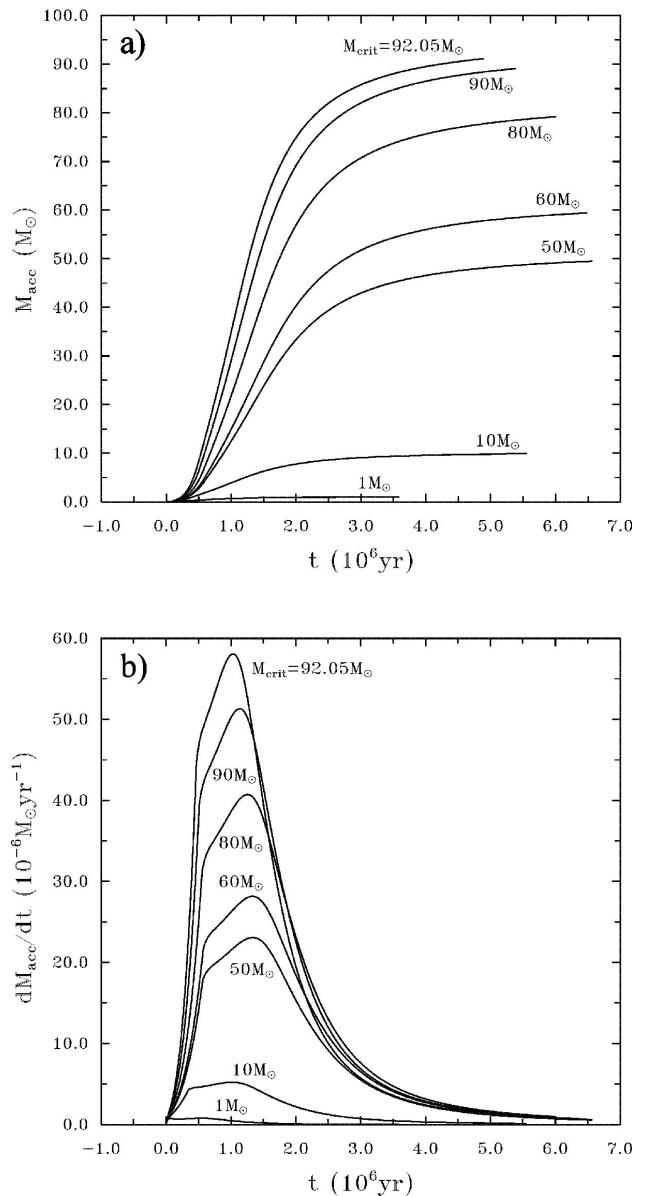 a)
100.0
90.0
80.0
70.0
60.0
50.0
40.0
30.0
20.0
10.0
0.0
M_acc (M☉)
M_crit=92.05M☉
90M☉
80M☉
60M☉
50M☉
10M☉
1M☉
-1.0 0.0 1.0 2.0 3.0 4.0 5.0 6.0 7.0
t (10⁶yr)
b)
60.0
50.0
40.0
30.0
20.0
10.0
0.0
dM_acc/dt (10⁻⁶M☉yr⁻¹)
M_crit=92.05M☉
90M☉
80M☉
60M☉
50M☉
10M☉
1M☉
-1.0 0.0 1.0 2.0 3.0 4.0 5.0 6.0 7.0
t (10⁶yr)